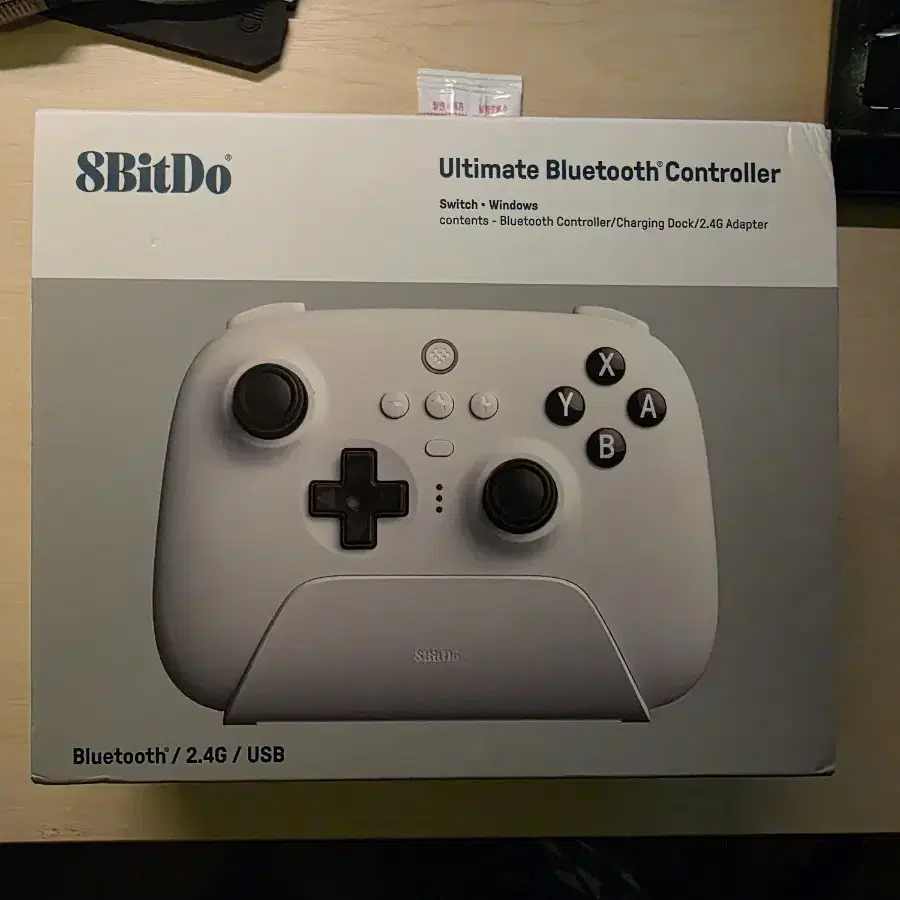 8BitDo®
Ultimate Bluetooth® Controller
Switch • Windows
contents - Bluetooth Controller/Charging Dock/2.4G Adapter
X
Y
A
B
8BitDo
Bluetooth® / 2.4G / USB